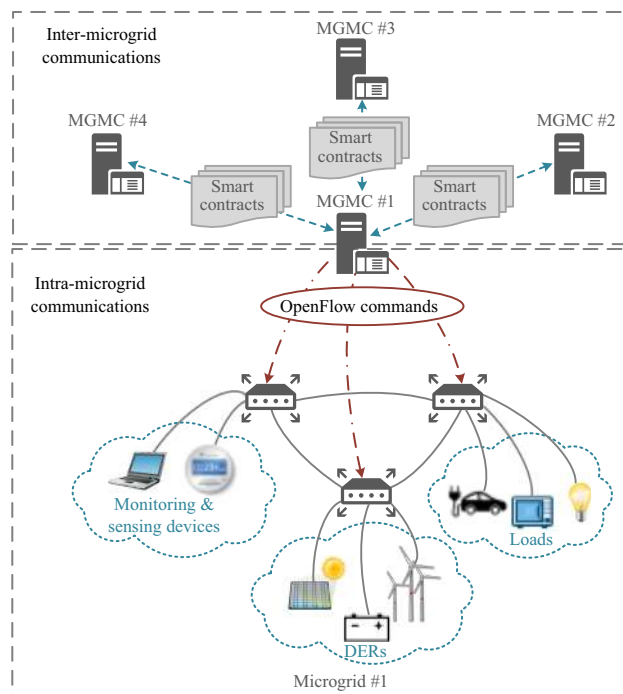 Inter-microgrid
communications
MGMC #3
MGMC #4
MGMC #2
Smart
contracts
Smart
contracts
Smart
contracts
MGMC #1
Intra-microgrid
communications
OpenFlow commands
Monitoring &
sensing devices
Loads
DERs
Microgrid #1